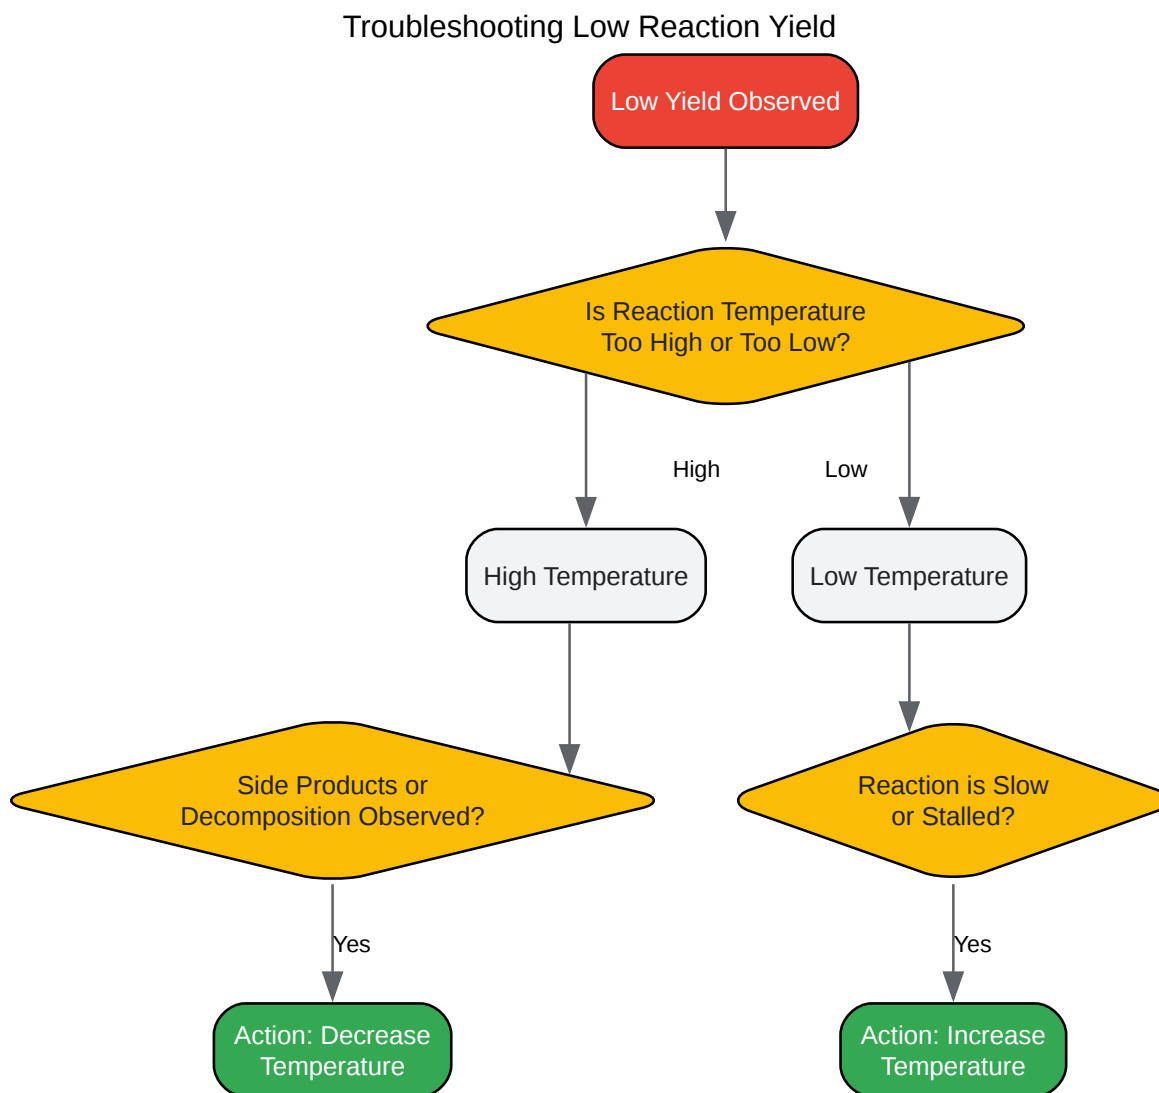 Troubleshooting Low Reaction Yield
Low Yield Observed
Is Reaction Temperature
Too High or Too Low?
High
Low
High Temperature
Low Temperature
Side Products or
Decomposition Observed?
Reaction is Slow
or Stalled?
Yes
Yes
Action: Decrease
Temperature
Action: Increase
Temperature